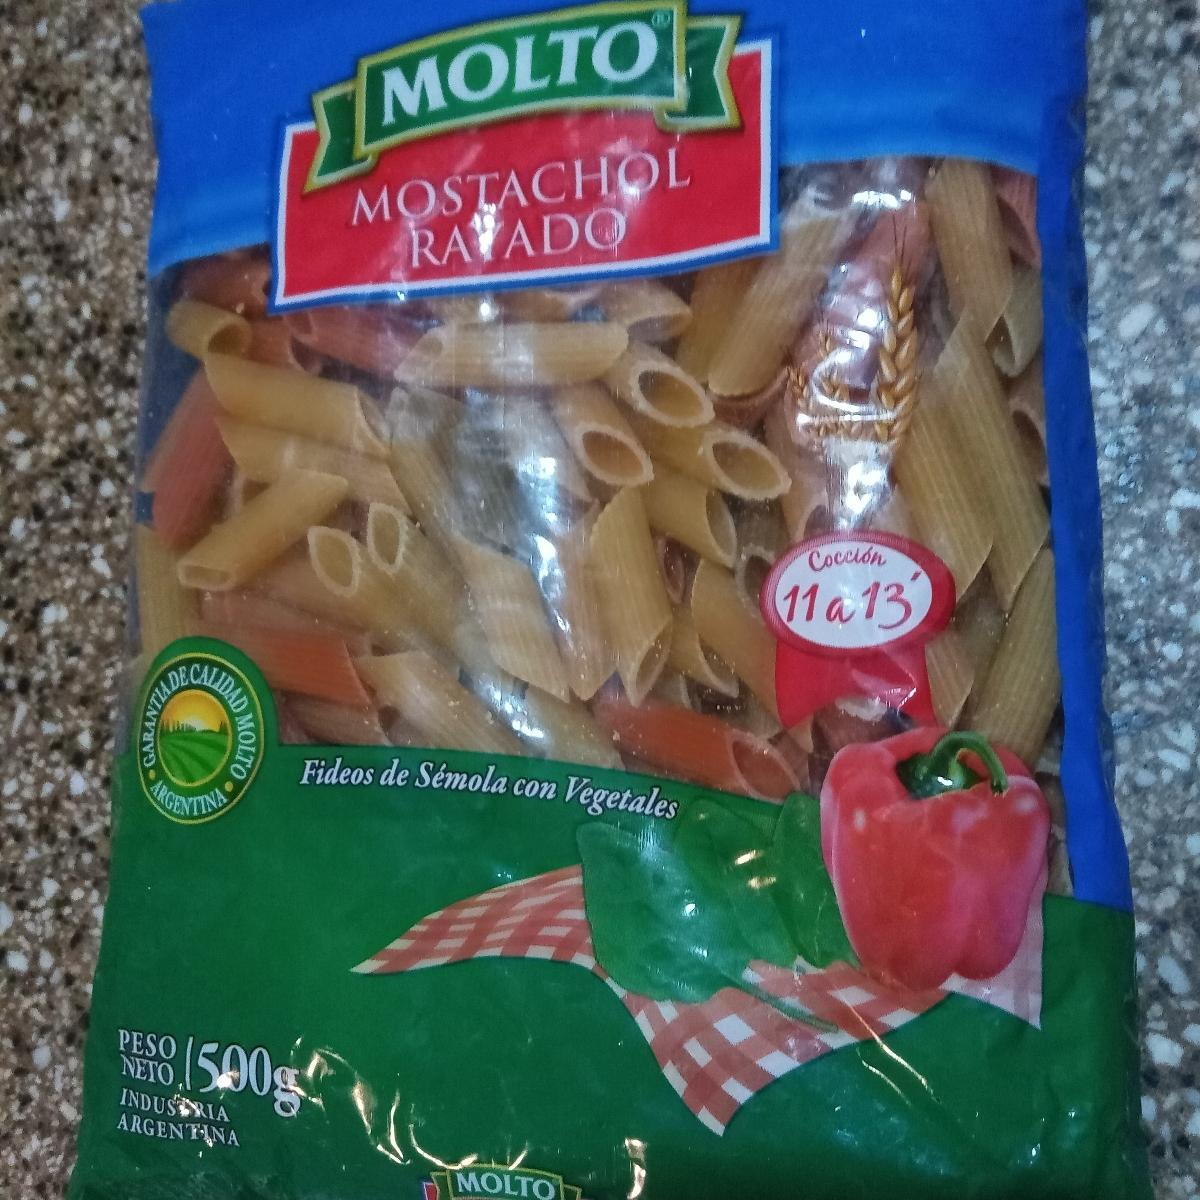 MOLTO®
MOSTACHOL
RAYADO
Cocción
11 a 13´
GARANTIA DE CALIDAD MOLTO
ARGENTINA
Fideos de Sémola con Vegetales
PESO
NETO
500g
INDUSTRIA
ARGENTINA
MOLTO